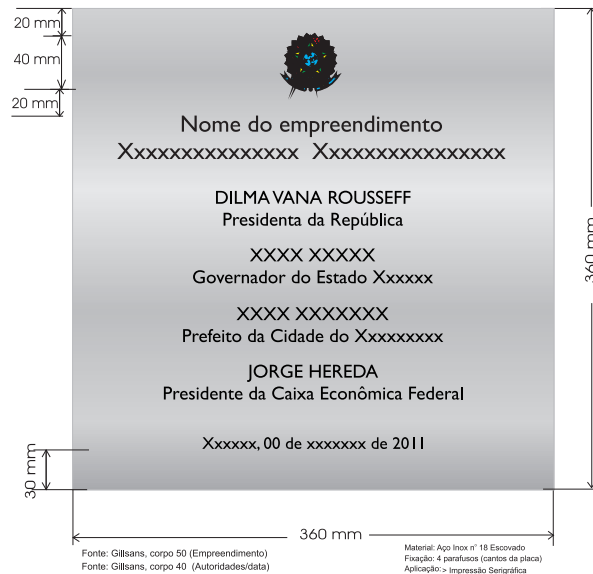 20 mm
40 mm
20 mm
Nome do empreendimento
Xxxxxxxxxxxxxxx Xxxxxxxxxxxxxxxx
DILMA VANA ROUSSEFF
Presidenta da República
XXXX XXXXX
Governador do Estado Xxxxxx
XXXX XXXXXXX
Prefeito da Cidade do Xxxxxxxxx
JORGE HEREDA
Presidente da Caixa Econômica Federal
Xxxxxx, 00 de xxxxxxx de 2011
30 mm
360 mm
360 mm
Fonte: Gillsans, corpo 50 (Empreendimento)
Fonte: Gillsans, corpo 40 (Autoridades/data)
Material: Aço Inox n° 18 Escovado
Fixação: 4 parafusos (cantos da placa)
Aplicação: > Impressão Serigráfica